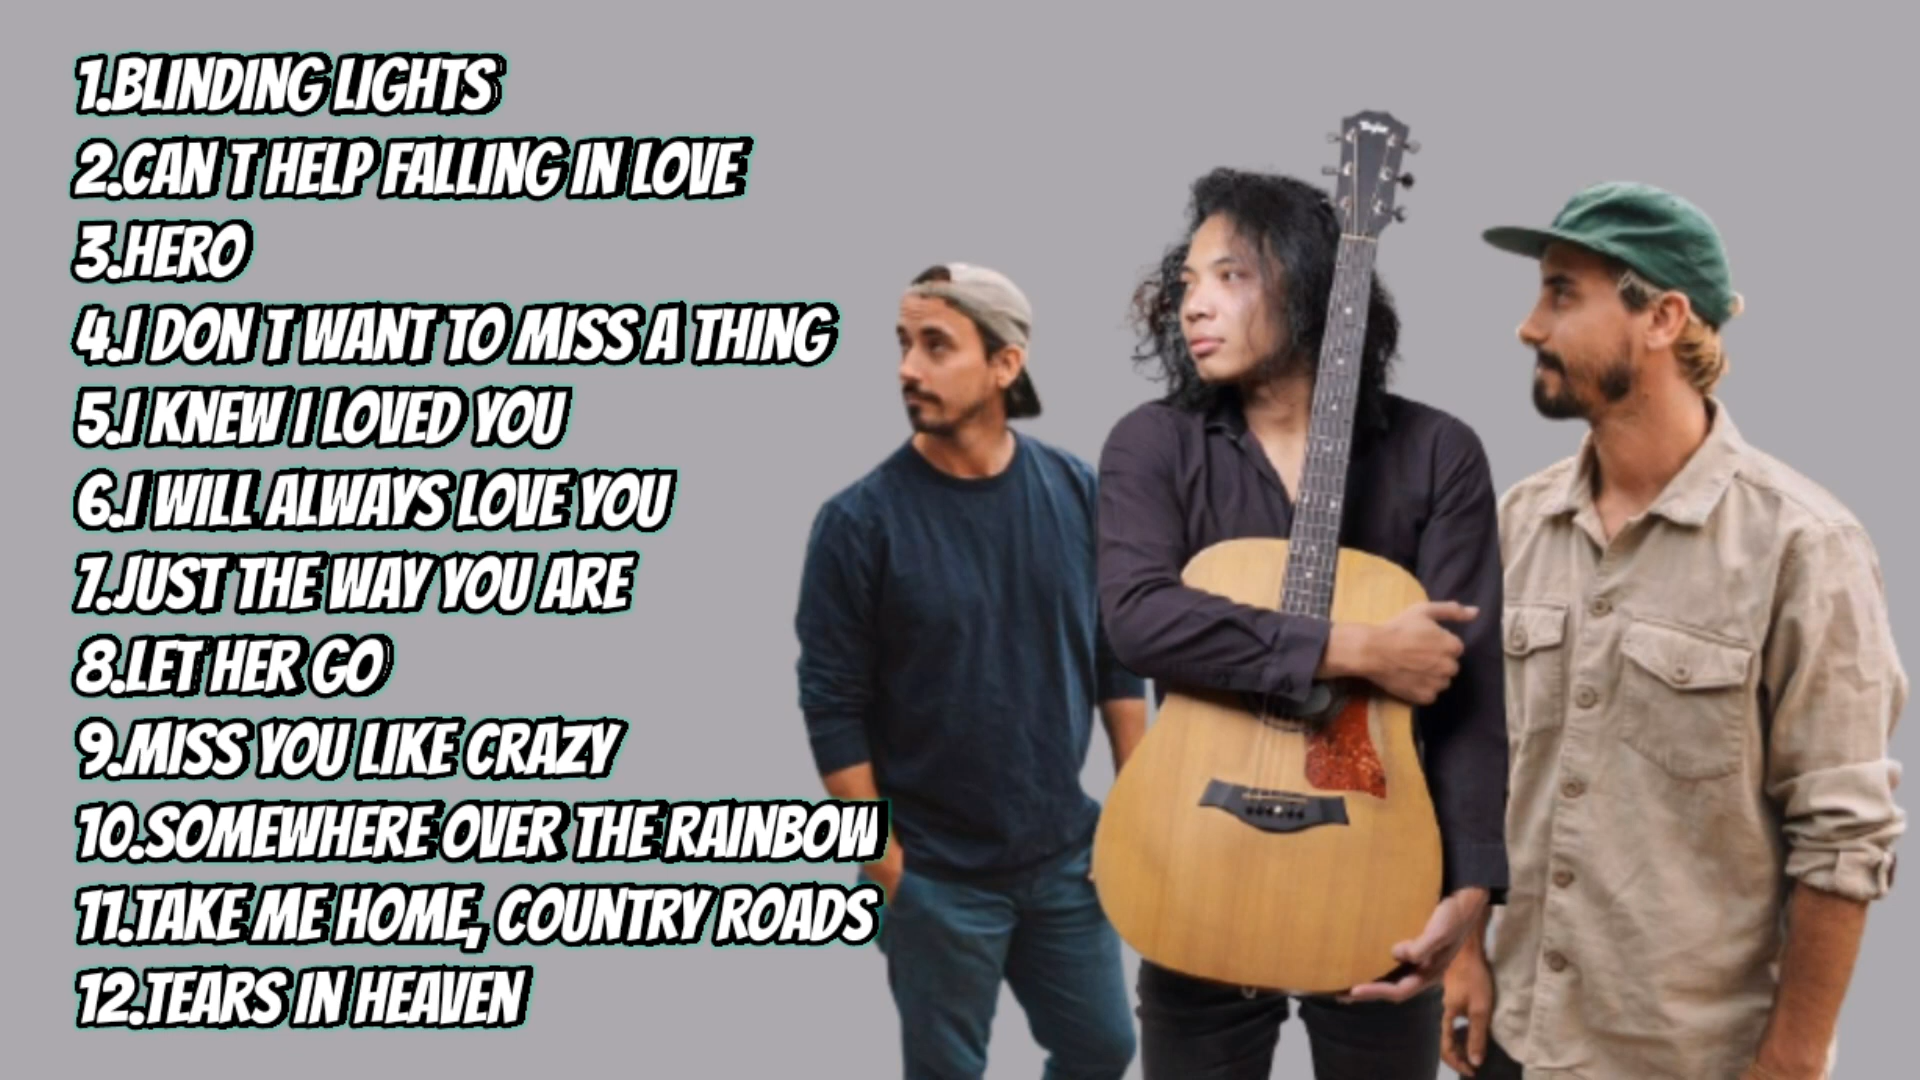 1.BLINDING LIGHTS
2.CAN T HELP FALLING IN LOVE
3.HERO
4.I DON T WANT TO MISS A THING
5.I KNEW I LOVED YOU
6.I WILL ALWAYS LOVE YOU
7.JUST THE WAY YOU ARE
8.LET HER GO
9.MISS YOU LIKE CRAZY
10.SOMEWHERE OVER THE RAINBOW
11.TAKE ME HOME, COUNTRY ROADS
12.TEARS IN HEAVEN
Taylor